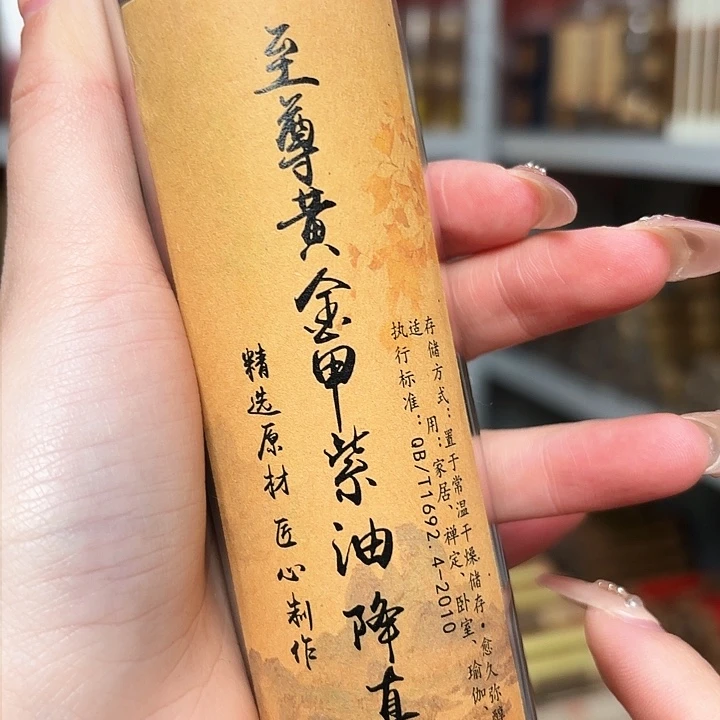 存储方式：置于常温干燥储存。愈久弥醇
适用：家居、禅定、卧室、瑜伽、
执行标准：QB/T1692.4-2010
至尊黄金甲紫油降真
精选原材 匠心制作